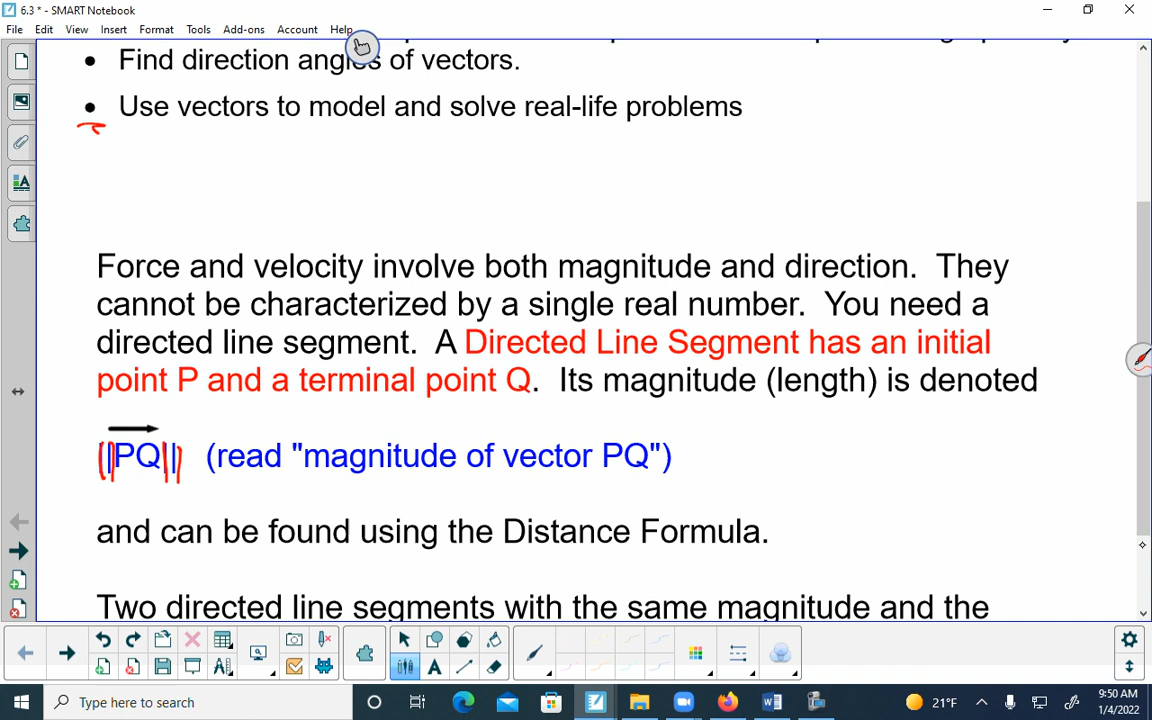 6.3 * - SMART Notebook
File Edit View Insert Format Tools Add-ons Account Help
• Find direction angles of vectors.
• Use vectors to model and solve real-life problems
Force and velocity involve both magnitude and direction. They
cannot be characterized by a single real number. You need a
directed line segment. A Directed Line Segment has an initial
point P and a terminal point Q. Its magnitude (length) is denoted
||PQ|| (read "magnitude of vector PQ")
and can be found using the Distance Formula.
Two directed line segments with the same magnitude and the
Type here to search
21°F
9:50 AM
1/4/2022